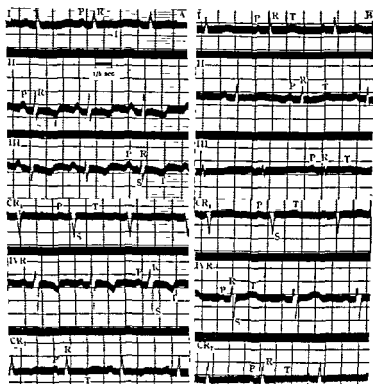 I P R A
T
II
1/5 sec
P R
T
III P R
S T
CR₁ P T
S
IVR P R
S
CR₇ R
P
T
I P R T B
II
P R T
III
P R T
CR₁ P T
S
IVR
P R T
S
CR₇
P R T